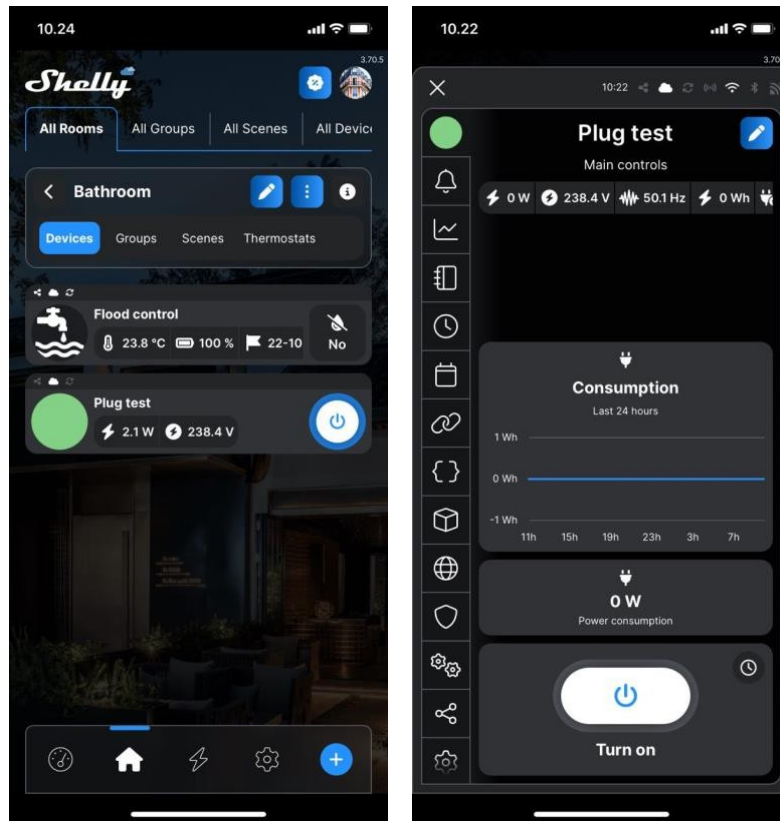 10.24
3.70.5
Shelly
All Rooms All Groups All Scenes All Devic
Bathroom
Devices Groups Scenes Thermostats
Flood control
23.8 °C 100 % 22-10 No
Plug test
2.1 W 238.4 V
10.22
3.70
10:22
Plug test
Main controls
0 W 238.4 V 50.1 Hz 0 Wh
Consumption
Last 24 hours
1 Wh
0 Wh
-1 Wh
11h 15h 19h 23h 3h 7h
0 W
Power consumption
Turn on